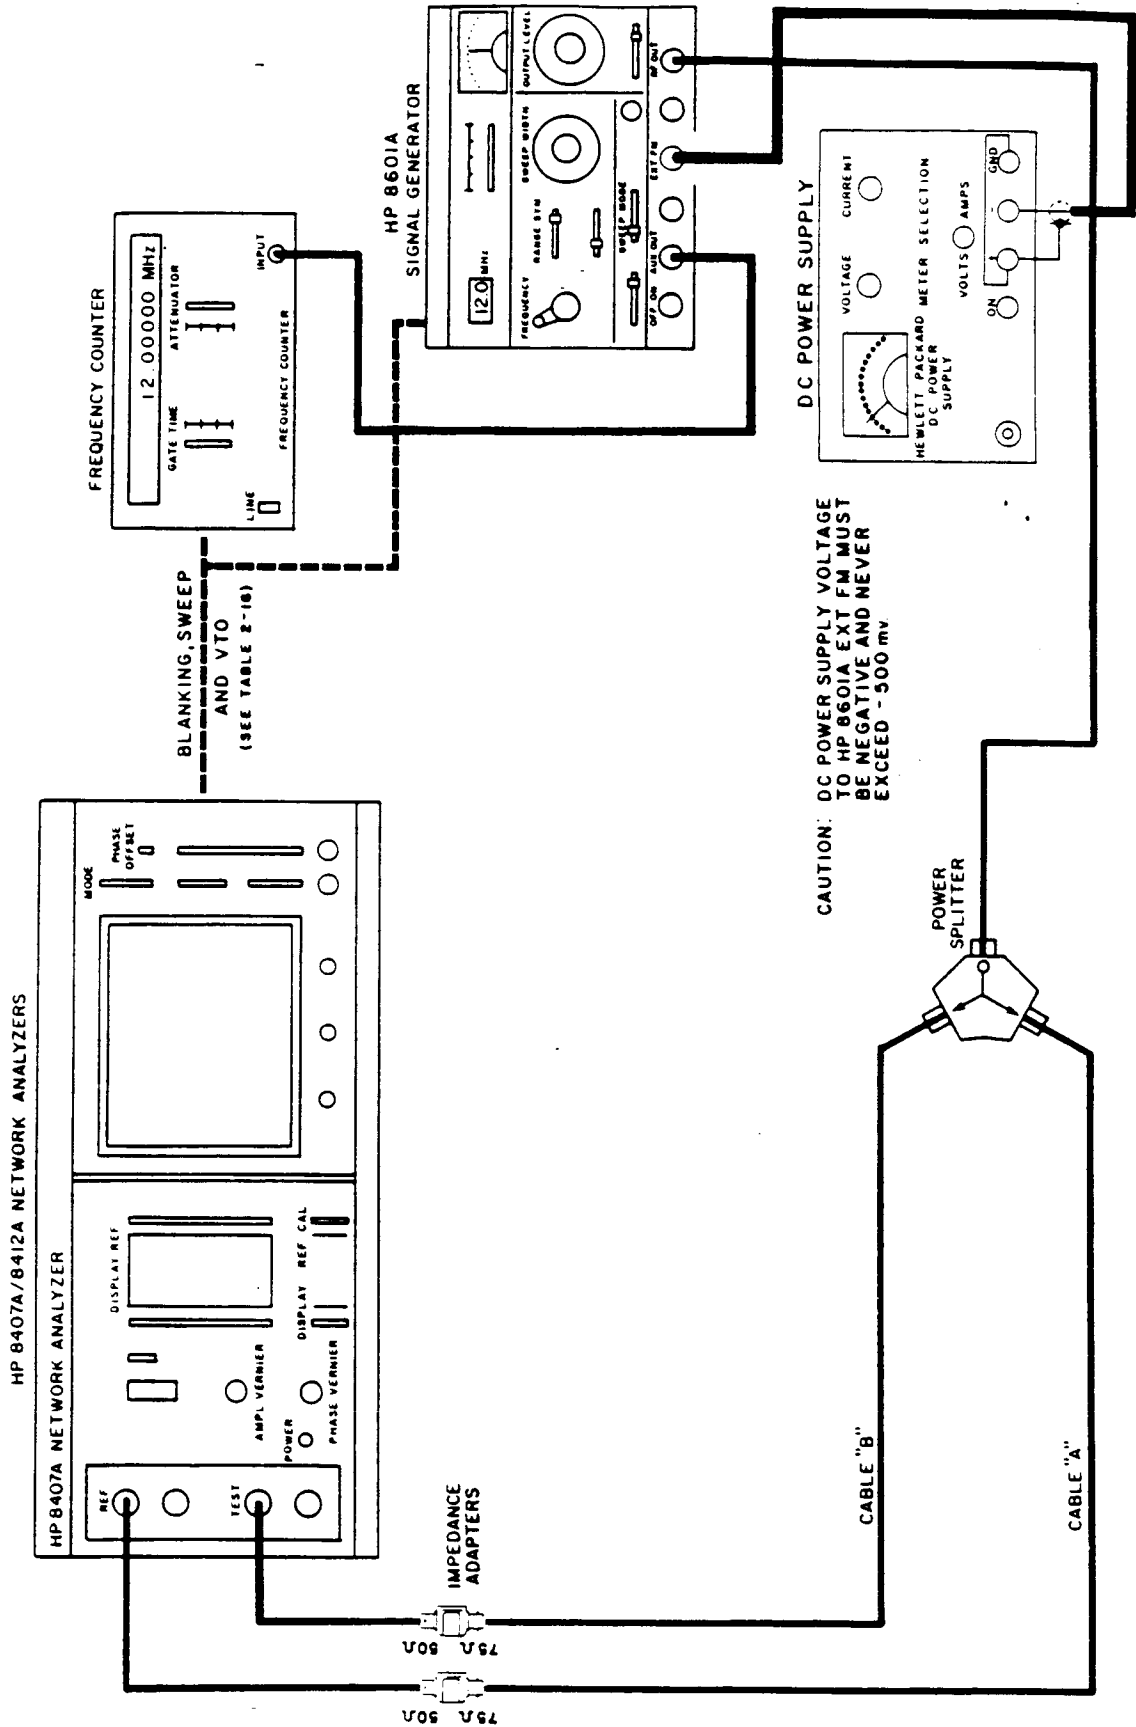 HP 8407A/8412A NETWORK ANALYZERS
HP 8407A NETWORK ANALYZER
REF
TEST
POWER
AMPL VERNIER
PHASE VERNIER
DISPLAY REF
DISPLAY REF CAL
MODE
PHASE
OFFSET
BLANKING, SWEEP
AND VTO
(SEE TABLE 2-16)
FREQUENCY COUNTER
12.00000 MHz
GATE TIME
ATTENUATOR
LINE
FREQUENCY COUNTER
INPUT
HP 8601A
SIGNAL GENERATOR
12.0
MHz
FREQUENCY
RANGE SYM
SWEEP WIDTH
OUTPUT LEVEL
SWEEP MODE
OFF ON
AUX OUT
EXT FM
RF OUT
DC POWER SUPPLY
VOLTAGE
CURRENT
HEWLETT PACKARD
DC POWER
SUPPLY
METER SELECTION
VOLTS
AMPS
ON
-
GND
CAUTION: DC POWER SUPPLY VOLTAGE
TO HP 8601A EXT FM MUST
BE NEGATIVE AND NEVER
EXCEED -500 mv.
POWER
SPLITTER
IMPEDANCE
ADAPTERS
50Ω
75Ω
50Ω
75Ω
CABLE "B"
CABLE "A"